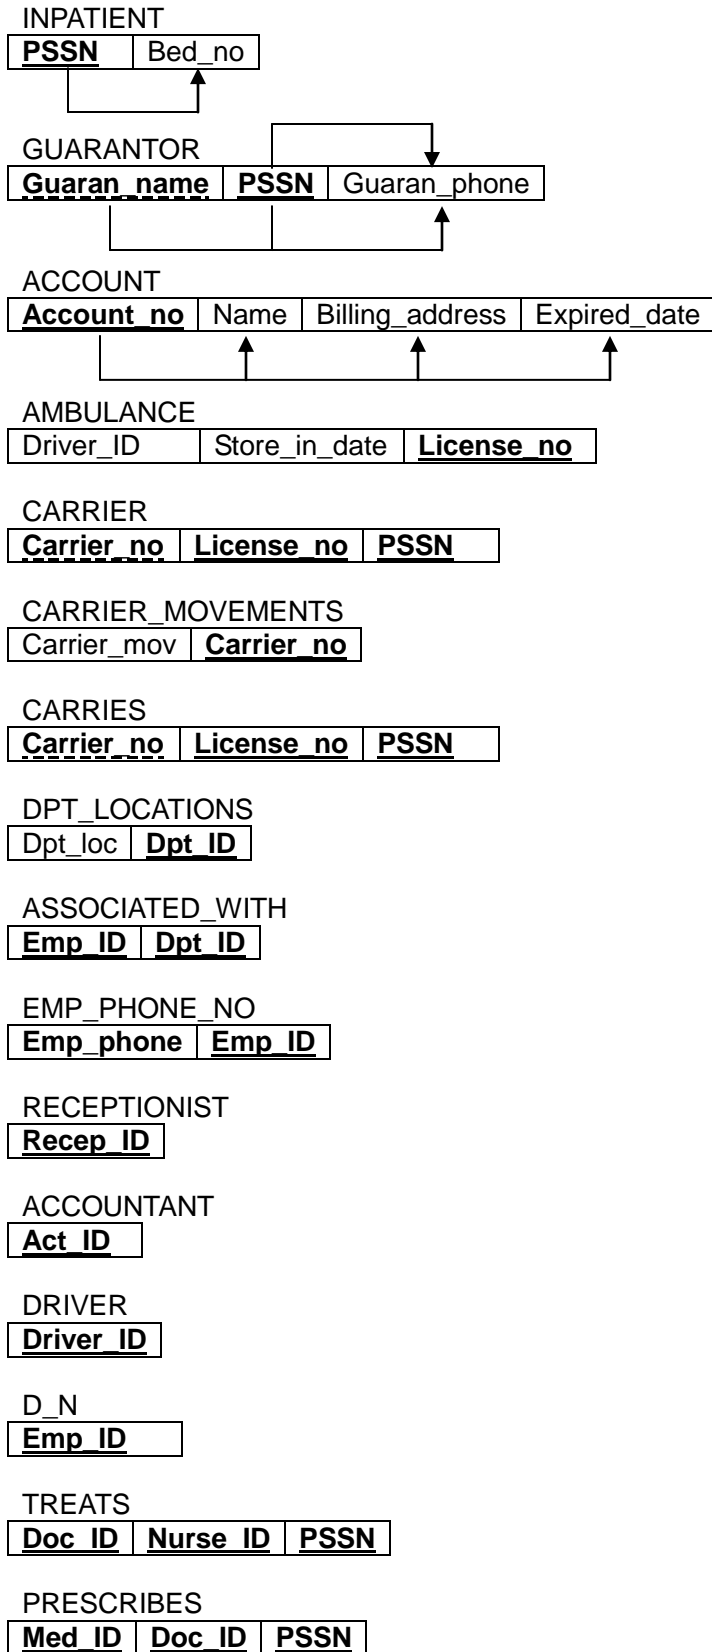 INPATIENT
PSSN Bed_no
GUARANTOR
Guaran_name PSSN Guaran_phone
ACCOUNT
Account_no Name Billing_address Expired_date
AMBULANCE
Driver_ID Store_in_date License_no
CARRIER
Carrier_no License_no PSSN
CARRIER_MOVEMENTS
Carrier_mov Carrier_no
CARRIES
Carrier_no License_no PSSN
DPT_LOCATIONS
Dpt_loc Dpt_ID
ASSOCIATED_WITH
Emp_ID Dpt_ID
EMP_PHONE_NO
Emp_phone Emp_ID
RECEPTIONIST
Recep_ID
ACCOUNTANT
Act_ID
DRIVER
Driver_ID
D_N
Emp_ID
TREATS
Doc_ID Nurse_ID PSSN
PRESCRIBES
Med_ID Doc_ID PSSN